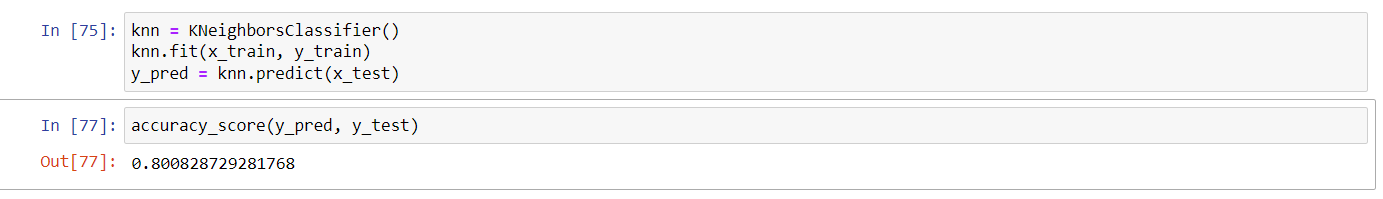 In [75]: knn = KNeighborsClassifier()
knn.fit(x_train, y_train)
y_pred = knn.predict(x_test)
In [77]: accuracy_score(y_pred, y_test)
Out[77]: 0.800828729281768